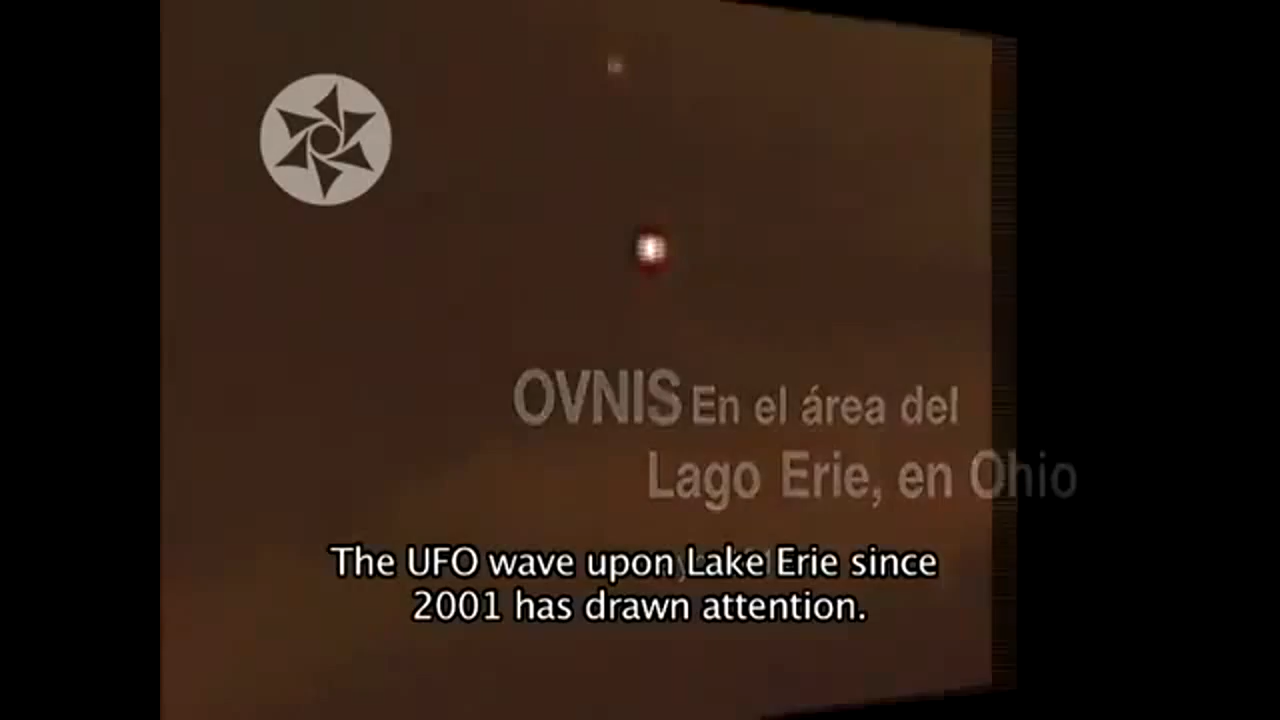 OVNIS En el área del
Lago Erie, en Ohio
The UFO wave upon Lake Erie since
2001 has drawn attention.